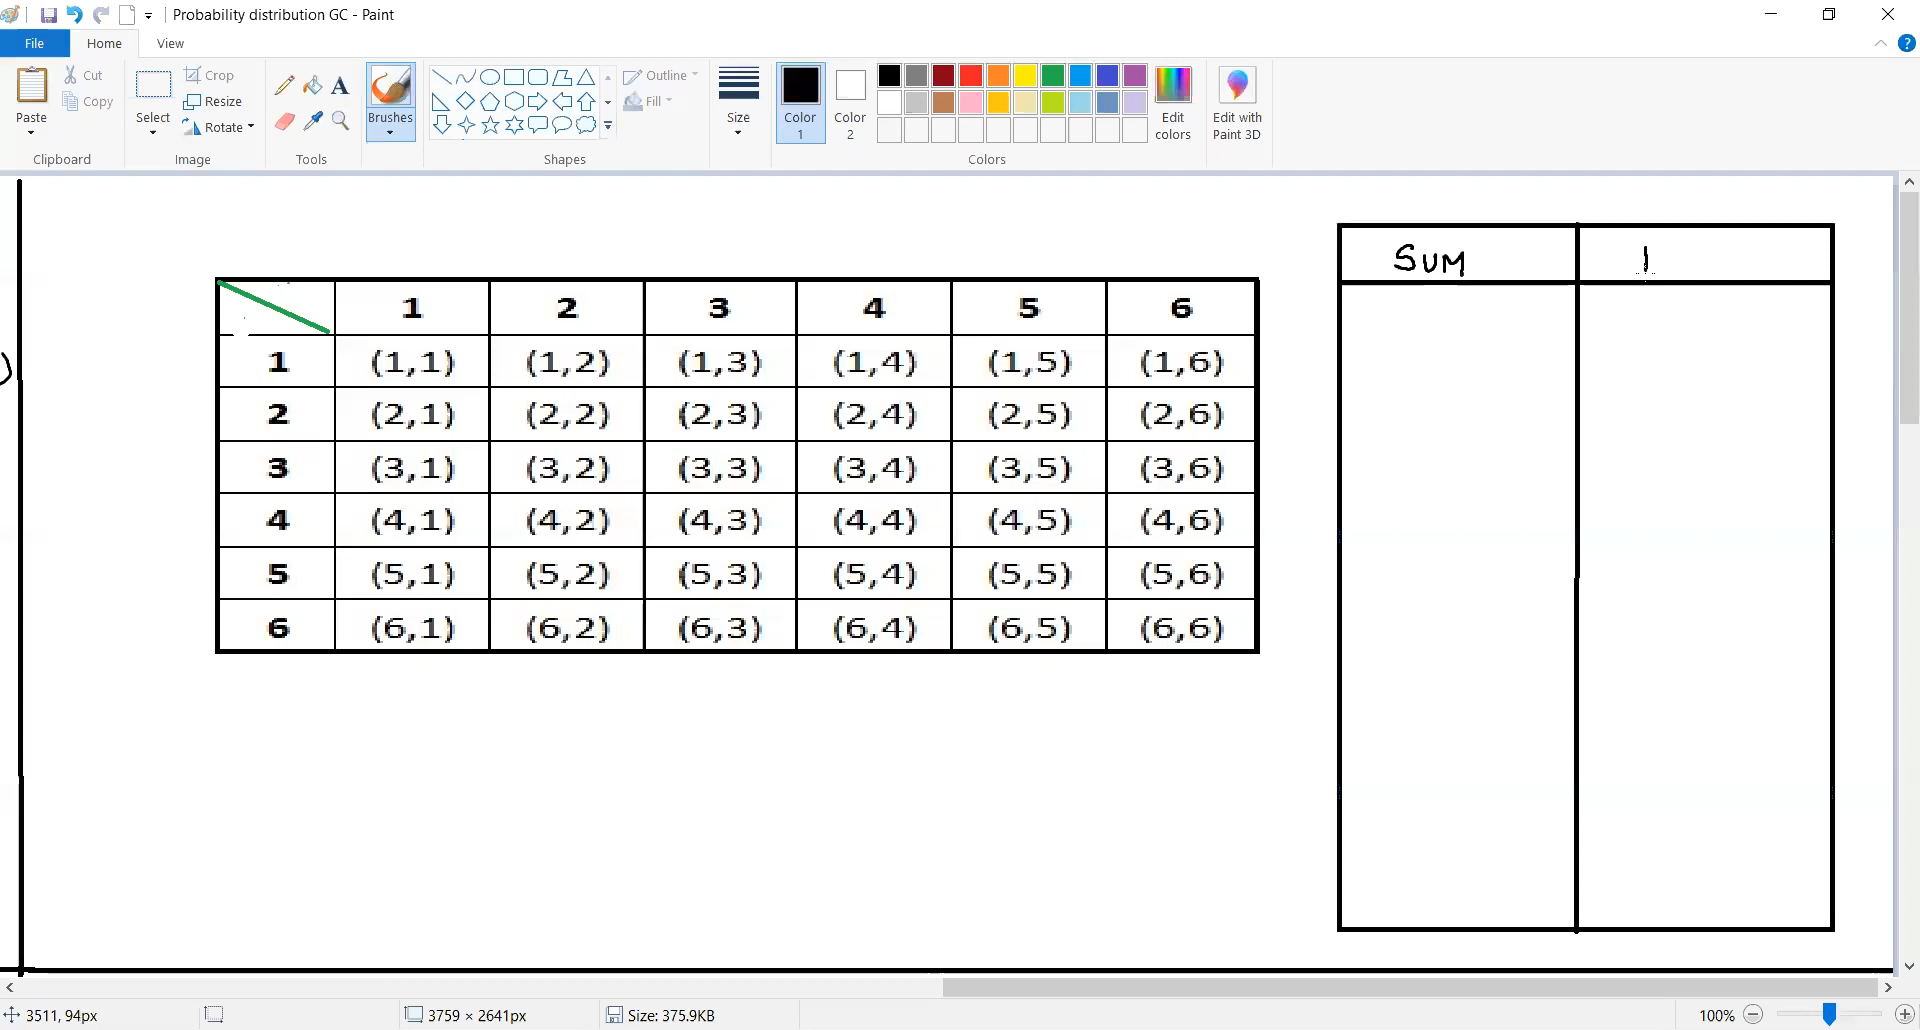 Probability distribution GC - Paint
File Home View
Paste
Cut
Copy
Clipboard
Select
Crop
Resize
Rotate
Image
A
Tools
Brushes
Outline
Fill
Shapes
Size
Color 1
Color 2
Edit colors
Colors
Edit with Paint 3D
?
)
SUM
1 2 3 4 5 6
1 (1,1) (1,2) (1,3) (1,4) (1,5) (1,6)
2 (2,1) (2,2) (2,3) (2,4) (2,5) (2,6)
3 (3,1) (3,2) (3,3) (3,4) (3,5) (3,6)
4 (4,1) (4,2) (4,3) (4,4) (4,5) (4,6)
5 (5,1) (5,2) (5,3) (5,4) (5,5) (5,6)
6 (6,1) (6,2) (6,3) (6,4) (6,5) (6,6)
3511, 94px
3759 × 2641px
Size: 375.9KB
100%